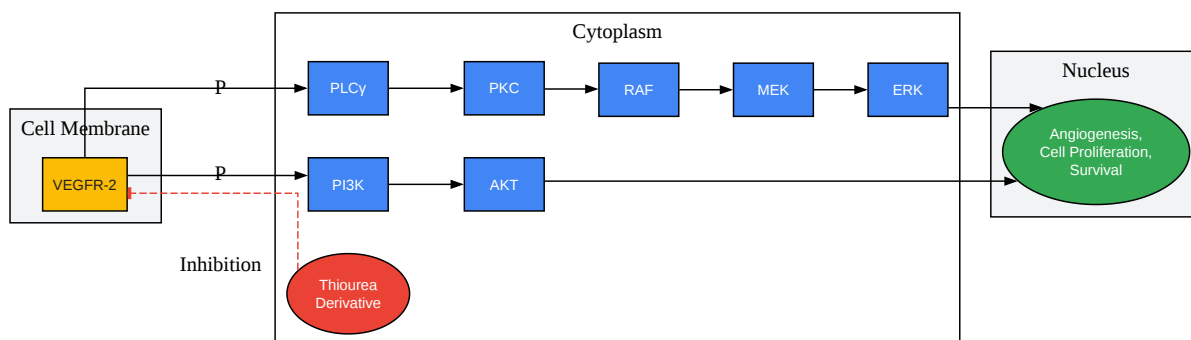 Cytoplasm
Nucleus
Cell Membrane
P
PLCγ
PKC
RAF
MEK
ERK
Angiogenesis,
Cell Proliferation,
Survival
VEGFR-2
P
PI3K
AKT
Inhibition
Thiourea
Derivative